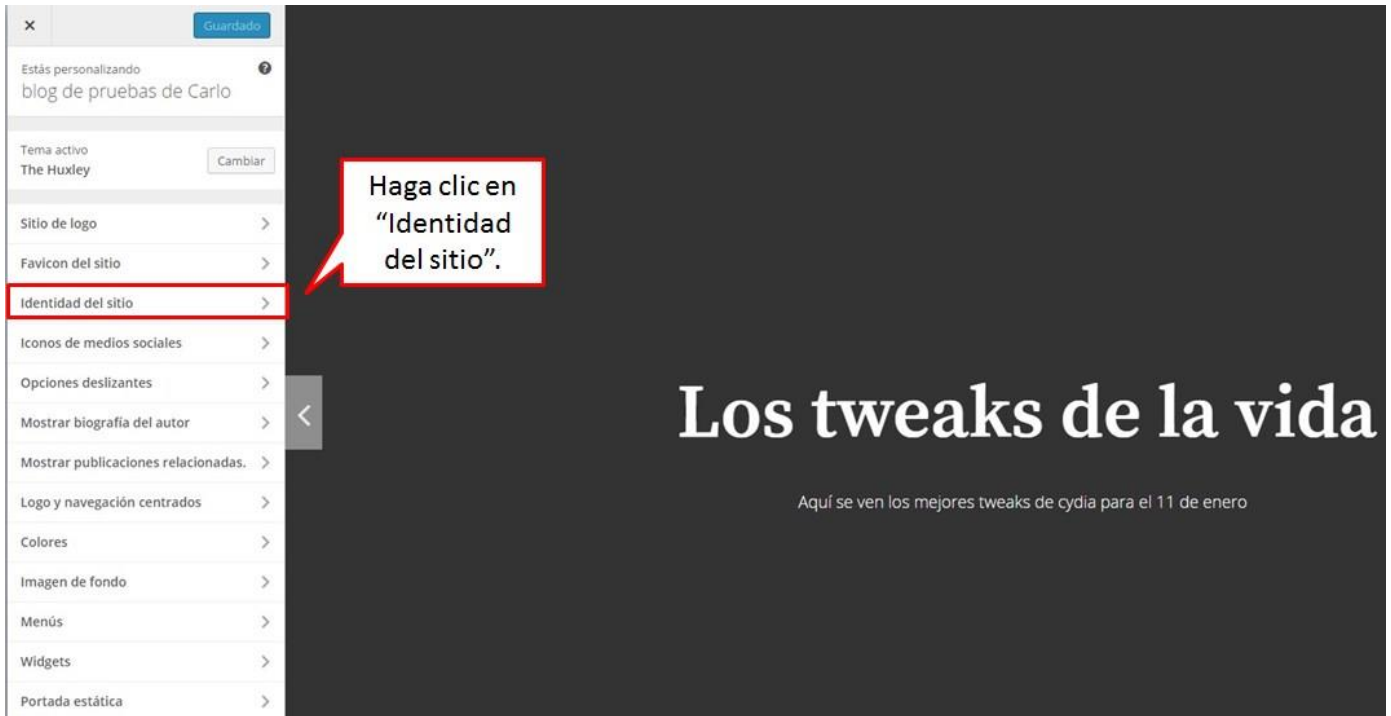 Guardado
Estás personalizando
blog de pruebas de Carlo
Tema activo
The Huxley
Cambiar
Sitio de logo
Favicon del sitio
Identidad del sitio
Iconos de medios sociales
Opciones deslizantes
Mostrar biografía del autor
Mostrar publicaciones relacionadas.
Logo y navegación centrados
Colores
Imagen de fondo
Menús
Widgets
Portada estática
Haga clic en
“Identidad
del sitio”.
Los tweaks de la vida
Aquí se ven los mejores tweaks de cydia para el 11 de enero